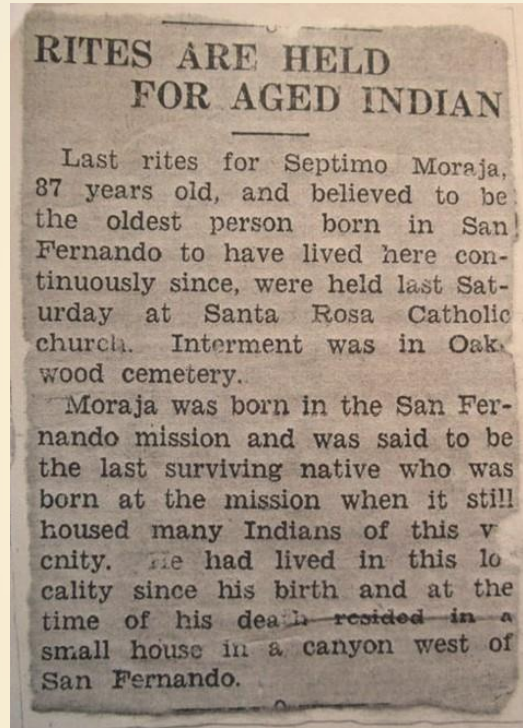 RITES ARE HELD
FOR AGED INDIAN
Last rites for Septimo Moraja,
87 years old, and believed to be
the oldest person born in San
Fernando to have lived here con-
tinuously since, were held last Sat-
urday at Santa Rosa Catholic
church. Interment was in Oak-
wood cemetery.
Moraja was born in the San Fer-
nando mission and was said to be
the last surviving native who was
born at the mission when it still
housed many Indians of this v
cnity. He had lived in this lo
cality since his birth and at the
time of his death resided in a
small house in a canyon west of
San Fernando.